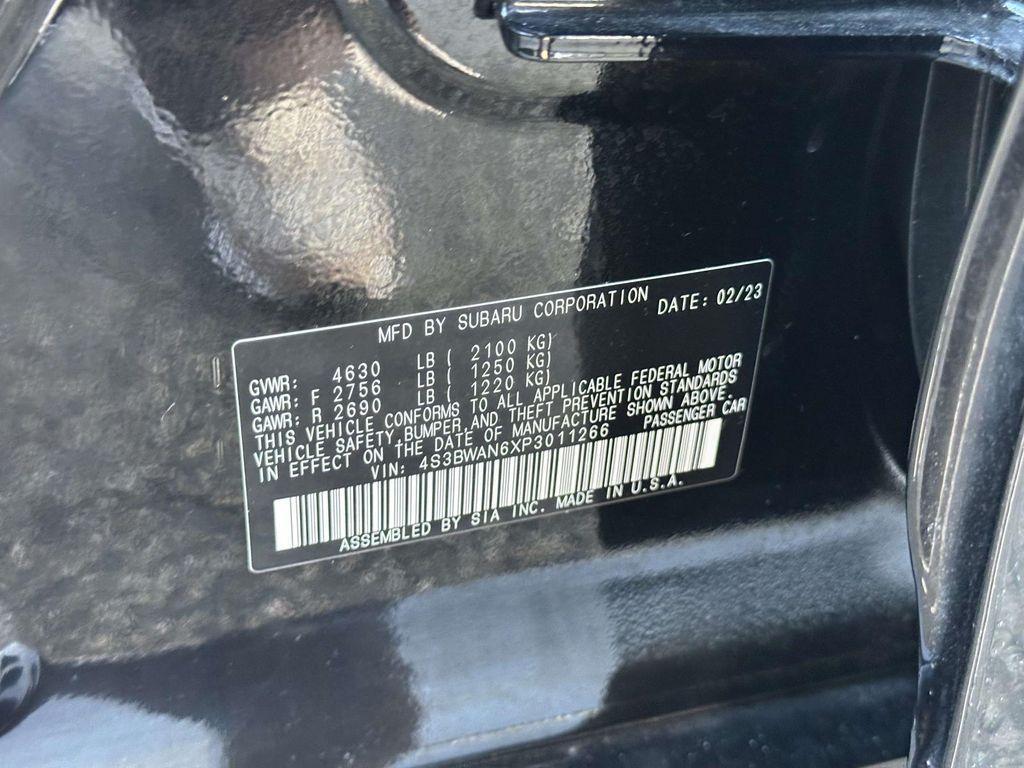 MFD BY SUBARU CORPORATION DATE: 02/23
GVWR: 4630 LB ( 2100 KG)
GAWR: F 2756 LB ( 1250 KG)
GAWR: R 2690 LB ( 1220 KG)
THIS VEHICLE CONFORMS TO ALL APPLICABLE FEDERAL MOTOR
VEHICLE SAFETY,BUMPER,AND THEFT PREVENTION STANDARDS
IN EFFECT ON THE DATE OF MANUFACTURE SHOWN ABOVE.
VIN: 4S3BWAN6XP3011266 PASSENGER CAR
ASSEMBLED BY SIA INC. MADE IN U.S.A.